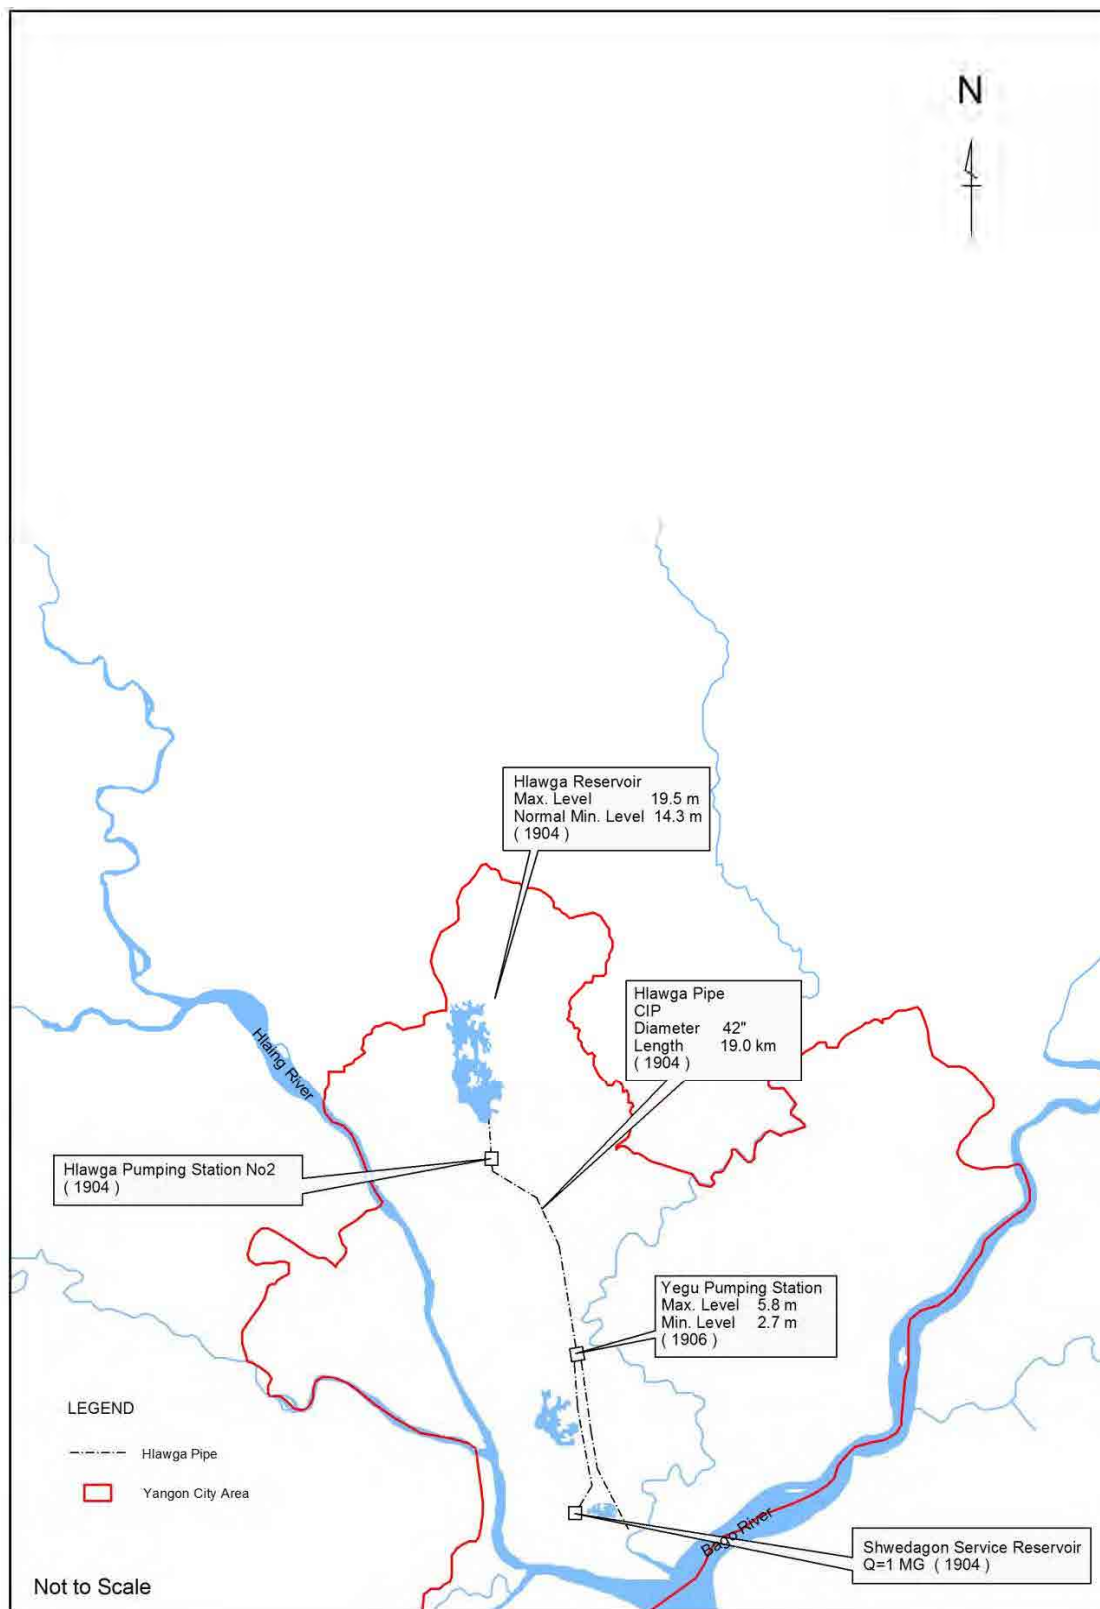 N
Hlawga Reservoir
Max. Level 19.5 m
Normal Min. Level 14.3 m
( 1904 )
Hlawga Pipe
CIP
Diameter 42"
Length 19.0 km
( 1904 )
Hlaing River
Hlawga Pumping Station No2
( 1904 )
Yegu Pumping Station
Max. Level 5.8 m
Min. Level 2.7 m
( 1906 )
LEGEND
Hlawga Pipe
Yangon City Area
Bago River
Shwedagon Service Reservoir
Q=1 MG ( 1904 )
Not to Scale